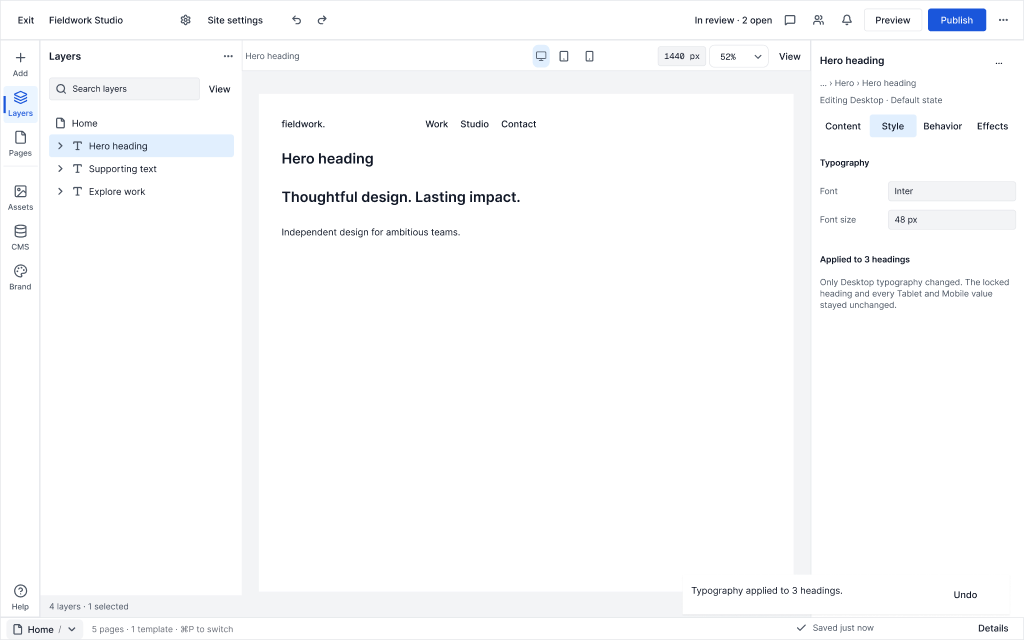 Exit
Fieldwork Studio
Site settings
In review · 2 open
Preview
Publish
Add
Layers
Pages
Assets
CMS
Brand
Help
Layers
Search layers
View
Home
Hero heading
Supporting text
Explore work
4 layers · 1 selected
Hero heading
1440 px
52%
View
fieldwork.
Work
Studio
Contact
Hero heading
Thoughtful design. Lasting impact.
Independent design for ambitious teams.
Hero heading
... › Hero › Hero heading
Editing Desktop · Default state
Content
Style
Behavior
Effects
Typography
Font
Inter
Font size
48 px
Applied to 3 headings
Only Desktop typography changed. The locked
heading and every Tablet and Mobile value
stayed unchanged.
Typography applied to 3 headings.
Undo
Home /
5 pages · 1 template · ⌘P to switch
Saved just now
Details